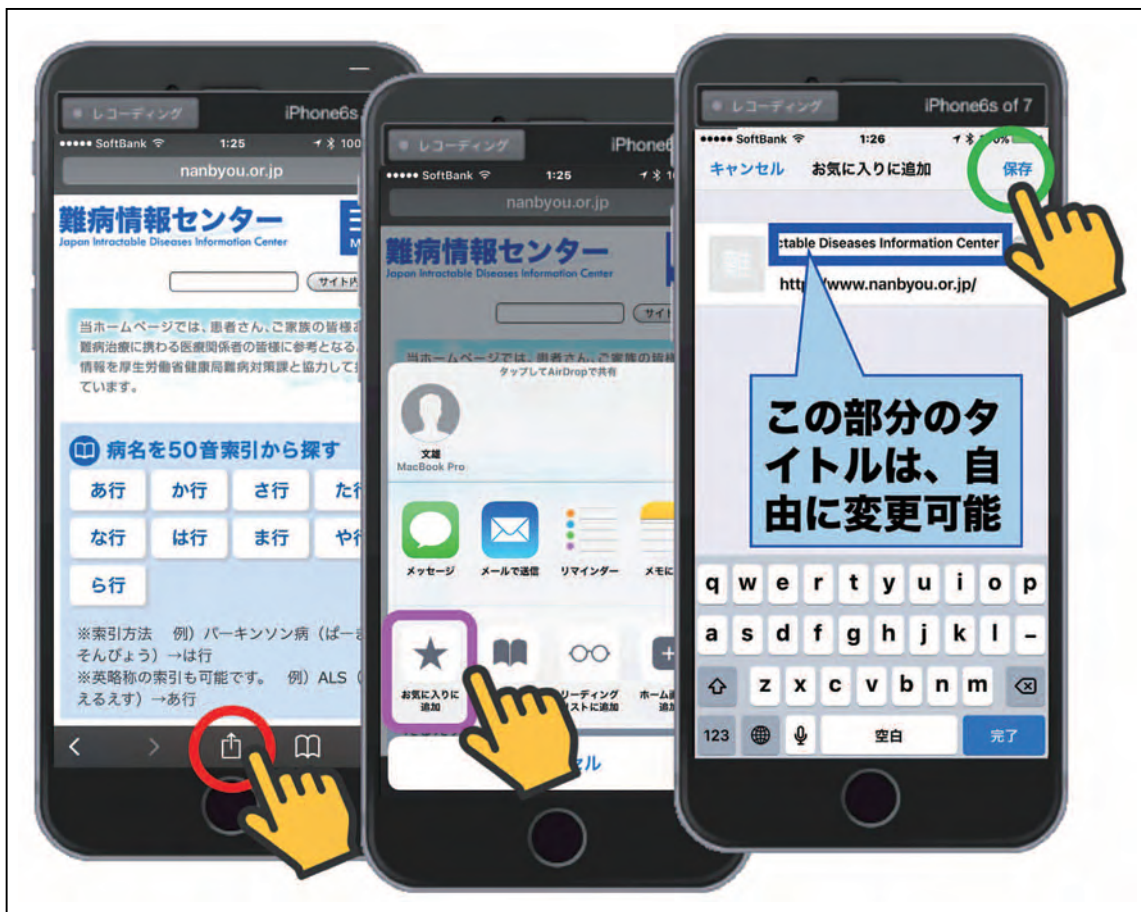 レコーディング
iPhone6s
SoftBank
1:25
100
nanbyou.or.jp
難病情報センター
Japan Intractable Diseases Information Center
サイト内
当ホームページでは、患者さん、ご家族の皆様
難病治療に携わる医療関係者の皆様に参考となる
情報を厚生労働省健康局難病対策課と協力して
ています。
病名を50音索引から探す
あ行
か行
さ行
た行
な行
は行
ま行
や行
ら行
※索引方法 例）パーキンソン病（ぱーき
そんびょう）→は行
※英略称の索引も可能です。 例）ALS（
えるえす）→あ行
レコーディング
iPhone6
SoftBank
1:25
nanbyou.or.jp
難病情報センター
Japan Intractable Diseases Information Center
サイト
当ホームページでは、患者さん、ご家族の皆様
タップしてAirDropで共有
文雄
MacBook Pro
メッセージ
メールで送信
リマインダー
メモに
お気に入りに
追加
リーディング
リストに追加
ホーム画
追加
セル
レコーディング
iPhone6s of 7
SoftBank
1:26
キャンセル
お気に入りに追加
保存
ctable Diseases Information Center
http://www.nanbyou.or.jp/
この部分のタ
イトルは、自
由に変更可能
q w e r t y u i o p
a s d f g h j k l -
z x c v b n m
123
空白
完了